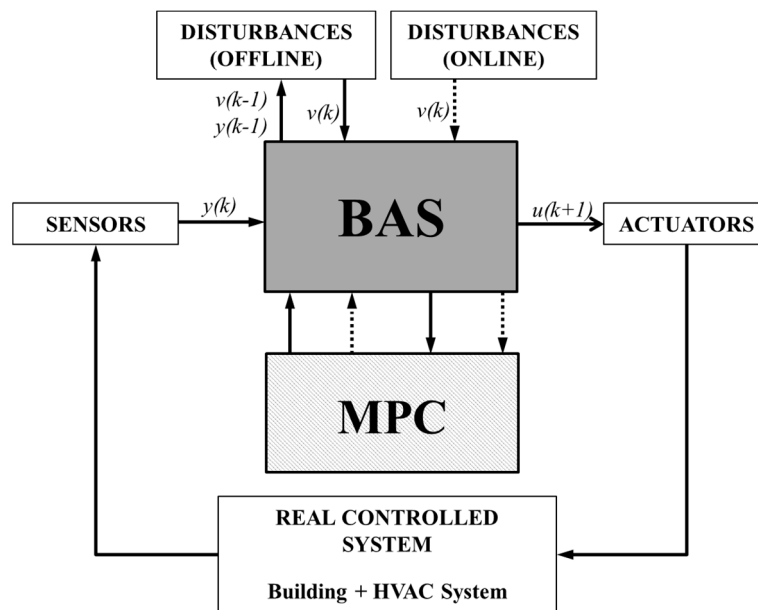 DISTURBANCES
(OFFLINE)
DISTURBANCES
(ONLINE)
v(k-1)
y(k-1)
v(k)
v(k)
SENSORS
y(k)
BAS
u(k+1)
ACTUATORS
MPC
REAL CONTROLLED
SYSTEM
Building + HVAC System